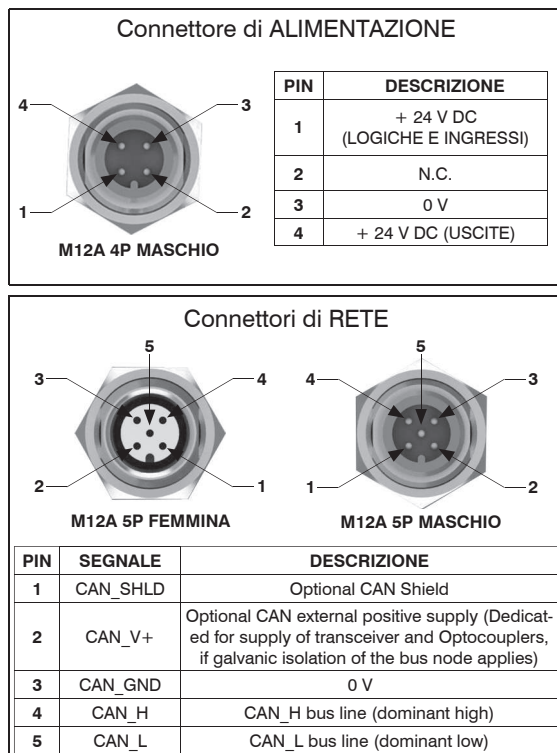 Connettore di ALIMENTAZIONE
4
3
1
2
M12A 4P MASCHIO
PIN DESCRIZIONE
1 + 24 V DC
(LOGICHE E INGRESSI)
2 N.C.
3 0 V
4 + 24 V DC (USCITE)
Connettori di RETE
5
3
4
2
1
M12A 5P FEMMINA
5
4
3
1
2
M12A 5P MASCHIO
PIN SEGNALE DESCRIZIONE
1 CAN_SHLD Optional CAN Shield
2 CAN_V+ Optional CAN external positive supply (Dedicat-
ed for supply of transceiver and Optocouplers,
if galvanic isolation of the bus node applies)
3 CAN_GND 0 V
4 CAN_H CAN_H bus line (dominant high)
5 CAN_L CAN_L bus line (dominant low)